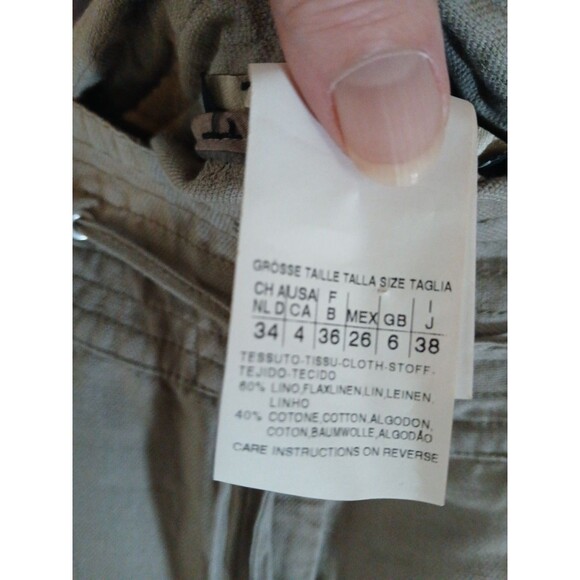 GRÖSSE TAILLE TALLA SIZE TAGLIA
CH A USA F I
NL D CA B MEX GB J
34 4 36 26 6 38
TESSUTO-TISSU-CLOTH-STOFF-
TEJIDO-TECIDO
60% LINO,FLAXLINEN,LIN,LEINEN,
LINHO
40% COTONE,COTTON,ALGODON,
COTON,BAUMWOLLE,ALGODÃO
CARE INSTRUCTIONS ON REVERSE